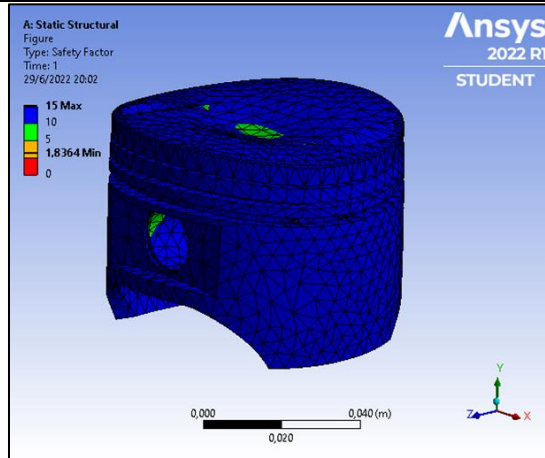 A: Static Structural
Figure
Type: Safety Factor
Time: 1
29/6/2022 20:02
15 Max
10
5
1,8364 Min
0
Ansys
2022 R1
STUDENT
0,000
0,040 (m)
0,020
Y
Z
X